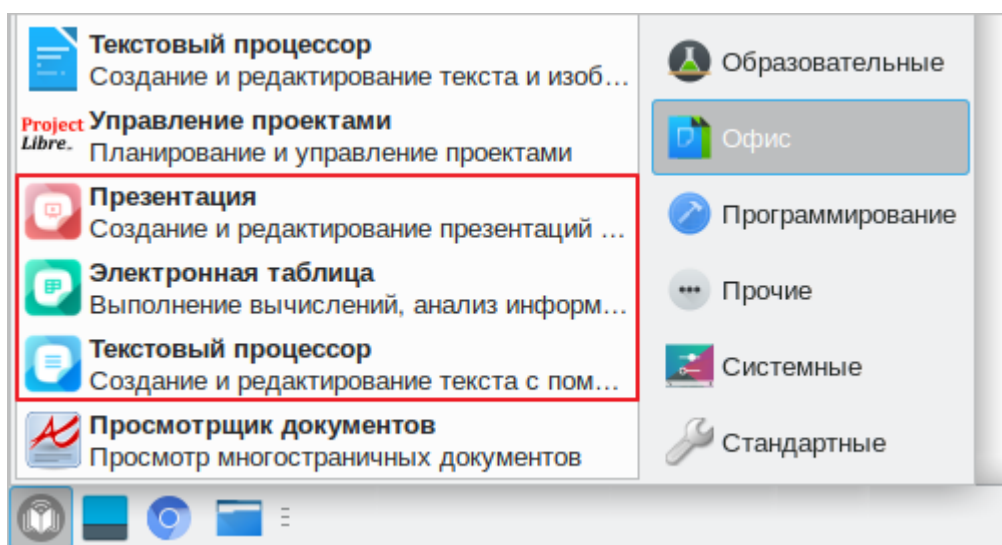 Текстовый процессор
Создание и редактирование текста и изоб…
Project
Libre
Управление проектами
Планирование и управление проектами
Презентация
Создание и редактирование презентаций …
Электронная таблица
Выполнение вычислений, анализ информ…
Текстовый процессор
Создание и редактирование текста с пом…
Просмотрщик документов
Просмотр многостраничных документов
Образовательные
Офис
Программирование
Прочие
Системные
Стандартные